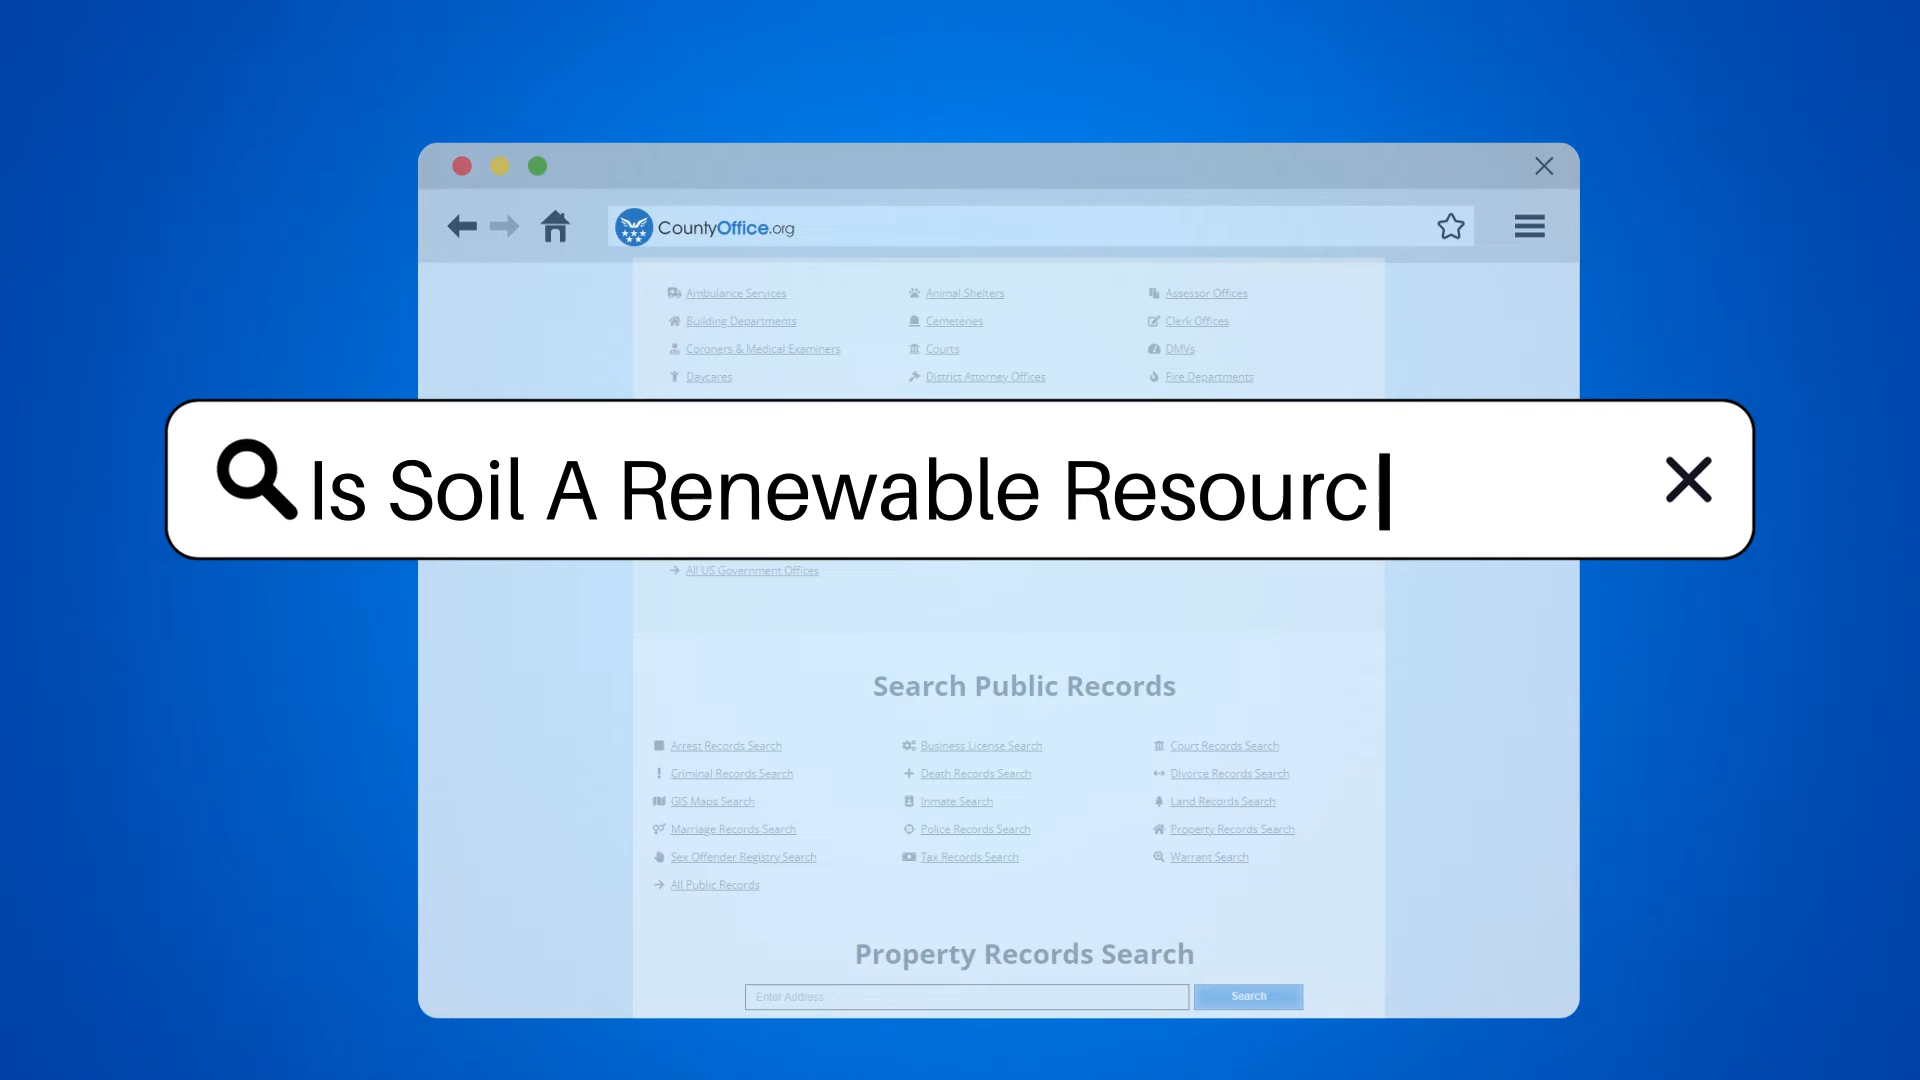 CountyOffice.org
Ambulance Services Animal Shelters Assessor Offices
Building Departments Cemeteries Clerk Offices
Coroners & Medical Examiners Courts DMVs
Daycares District Attorney Offices Fire Departments
Is Soil A Renewable Resourc
All US Government Offices
Search Public Records
Arrest Records Search Business License Search Court Records Search
Criminal Records Search Death Records Search Divorce Records Search
GIS Maps Search Inmate Search Land Records Search
Marriage Records Search Police Records Search Property Records Search
Sex Offender Registry Search Tax Records Search Warrant Search
All Public Records
Property Records Search
Enter Address Search